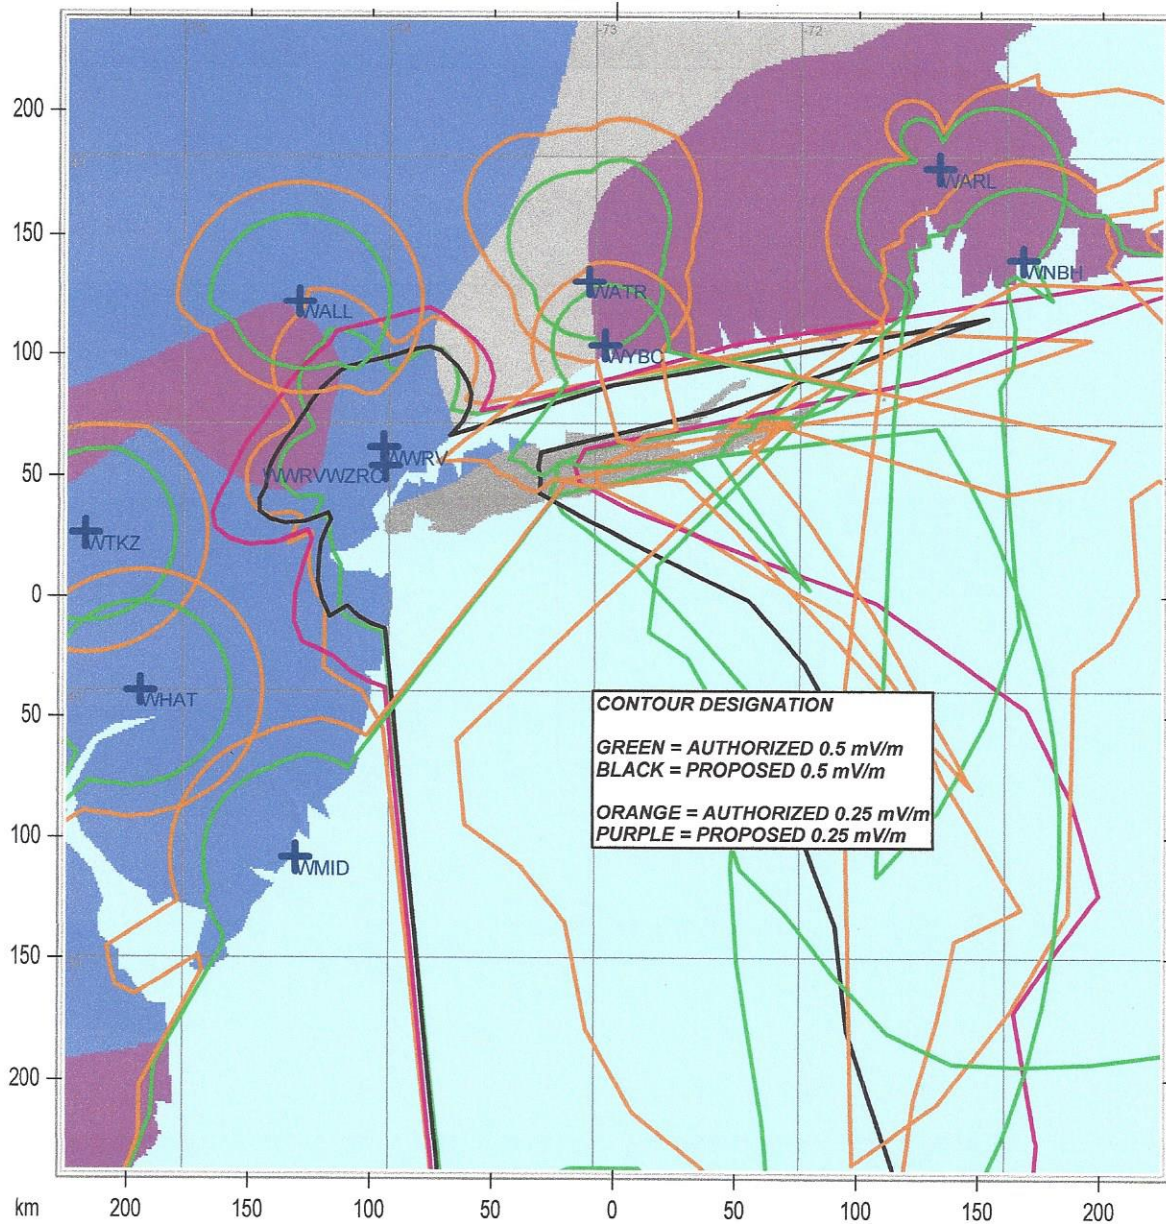 -73
-72
200
WARL
150
WNBH
WATR
WALL
100
WYBC
WWRV
50
WWRVWZRC
WTKZ
0
WHAT
50
CONTOUR DESIGNATION
GREEN = AUTHORIZED 0.5 mV/m
BLACK = PROPOSED 0.5 mV/m
ORANGE = AUTHORIZED 0.25 mV/m
PURPLE = PROPOSED 0.25 mV/m
100
WMID
150
200
km 200 150 100 50 0 50 100 150 200